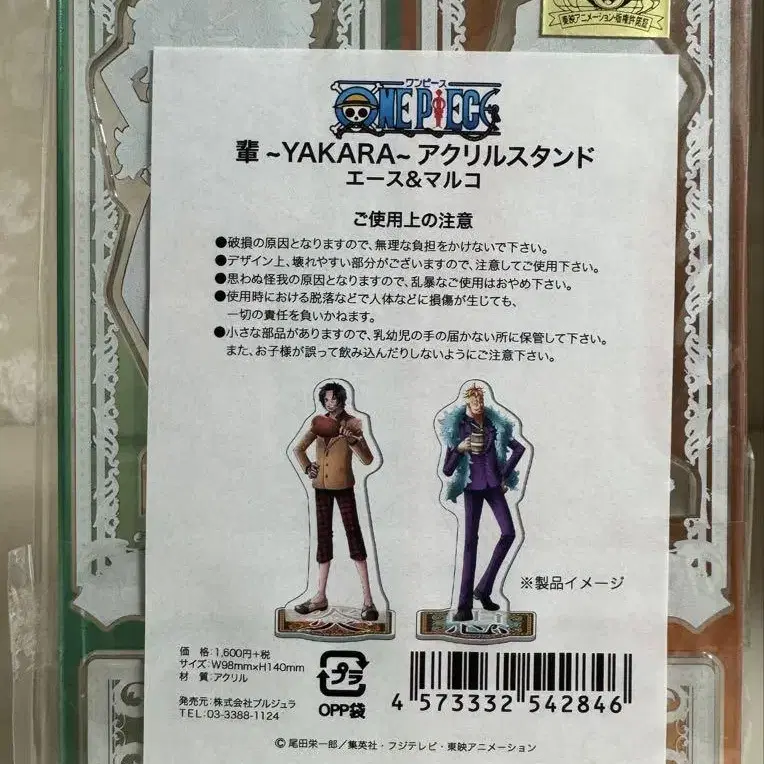 東映アニメーション・版権許諾証
ワンピース
ONE PIECE
輩 ~YAKARA~ アクリルスタンド
エース&マルコ
ご使用上の注意
●破損の原因となりますので、無理な負担をかけないで下さい。
●デザイン上、壊れやすい部分がございますので、注意してご使用下さい。
●思わぬ怪我の原因となりますので、乱暴なご使用はおやめ下さい。
●使用時における脱落などで人体などに損傷が生じても、
一切の責任を負いかねます。
●小さな部品がありますので、乳幼児の手の届かない所に保管して下さい。
また、お子様が誤って飲み込んだりしないようにご注意下さい。
※製品イメージ
価 格:1,600円+税
サイズ:W98mm×H140mm
材 質:アクリル
発売元:株式会社ブルジュラ
TEL:03-3388-1124
プラ
OPP袋
4 573332 542846
© 尾田栄一郎/集英社・フジテレビ・東映アニメーション